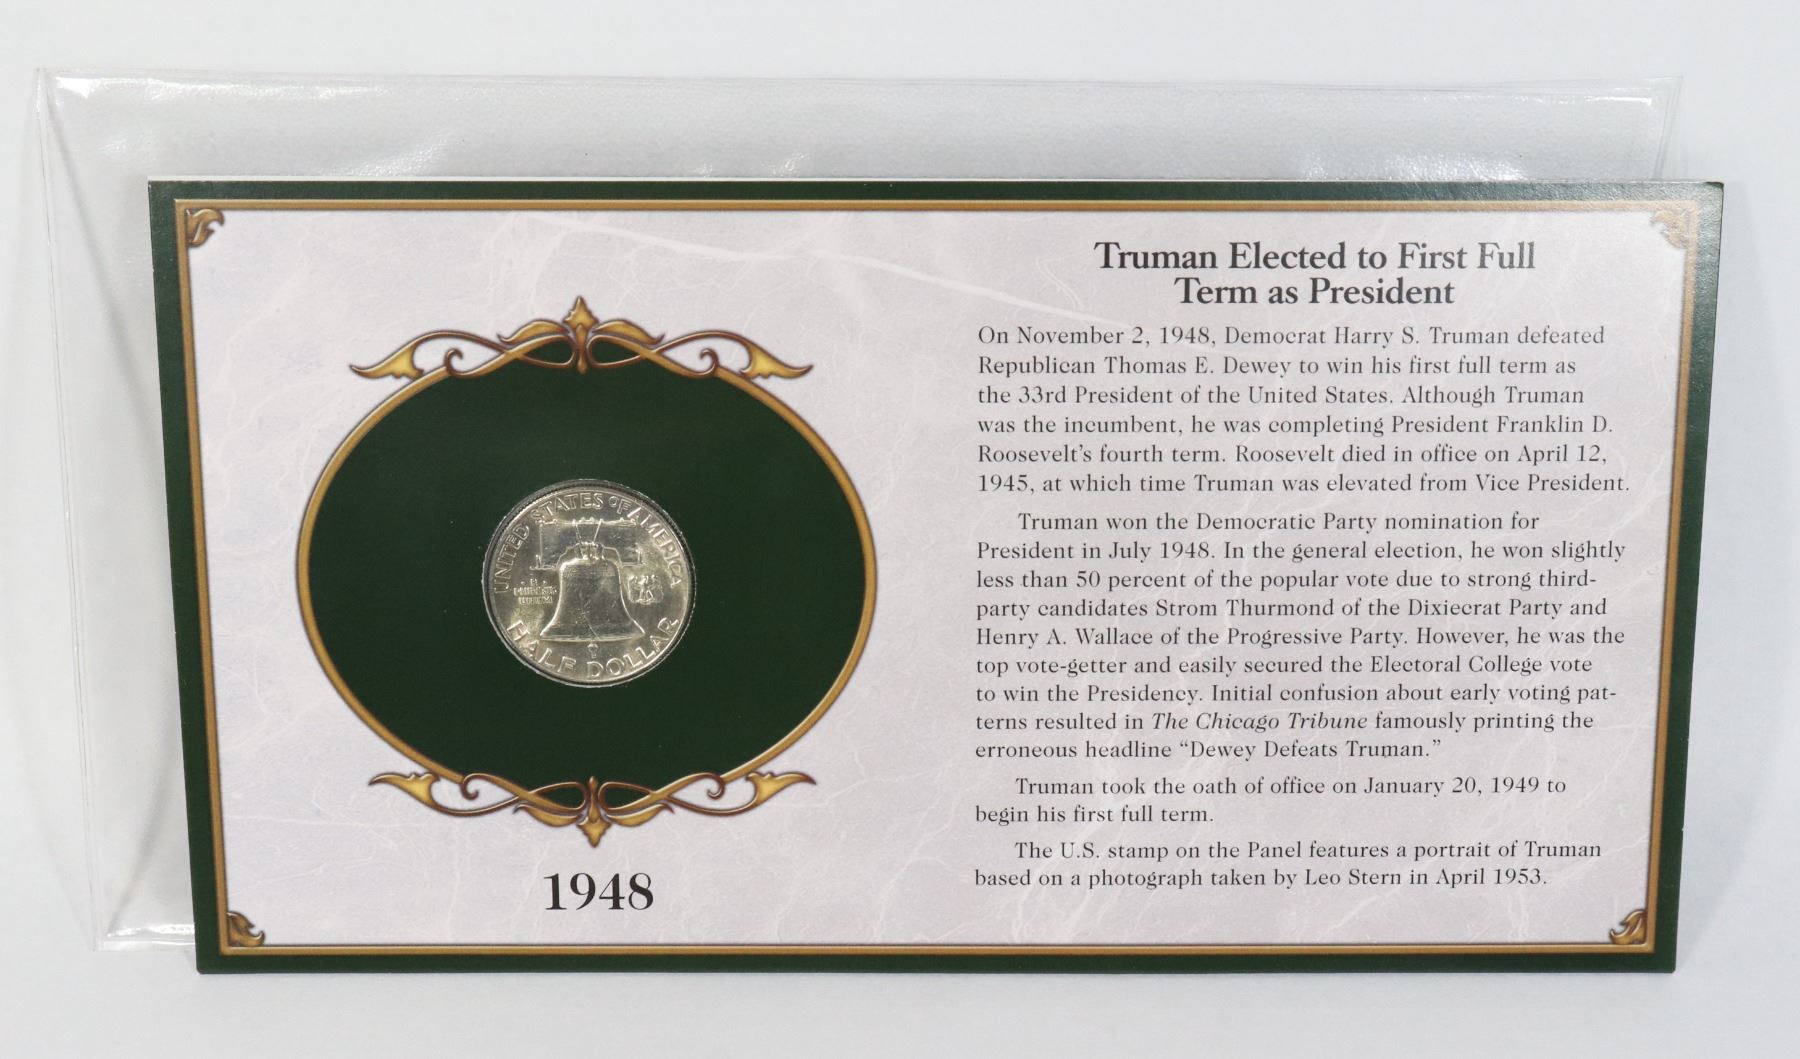 UNITED STATES OF AMERICA
E
PLURIBUS
UNUM
HALF DOLLAR
1948
Truman Elected to First Full
Term as President
On November 2, 1948, Democrat Harry S. Truman defeated
Republican Thomas E. Dewey to win his first full term as
the 33rd President of the United States. Although Truman
was the incumbent, he was completing President Franklin D.
Roosevelt's fourth term. Roosevelt died in office on April 12,
1945, at which time Truman was elevated from Vice President.
Truman won the Democratic Party nomination for
President in July 1948. In the general election, he won slightly
less than 50 percent of the popular vote due to strong third-
party candidates Strom Thurmond of the Dixiecrat Party and
Henry A. Wallace of the Progressive Party. However, he was the
top vote-getter and easily secured the Electoral College vote
to win the Presidency. Initial confusion about early voting pat-
terns resulted in The Chicago Tribune famously printing the
erroneous headline “Dewey Defeats Truman.”
Truman took the oath of office on January 20, 1949 to
begin his first full term.
The U.S. stamp on the Panel features a portrait of Truman
based on a photograph taken by Leo Stern in April 1953.